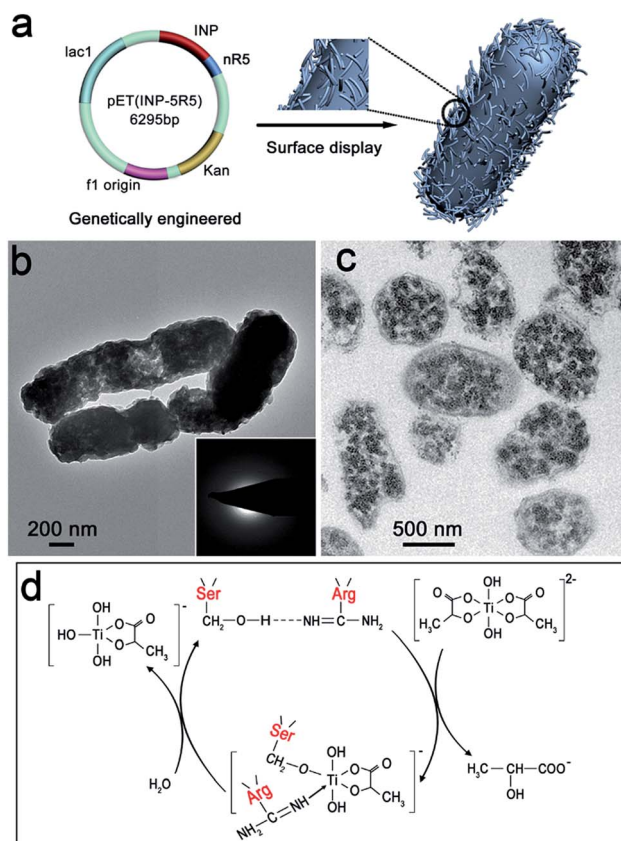 a
INP
lac1
nR5
pET(INP-5R5)
6295bp
Kan
f1 origin
Genetically engineered
Surface display
b
200 nm
c
500 nm
d
OH
HO—Ti
O
O
O
CH₃
OH
-
Ser
CH₂—O—H----NH=C—NH₂
Arg
OH
O
O
O
Ti
O
O
O
H₃C
CH₃
OH
2-
H₂O
Ser
CH₂
O
OH
Ti
O
O
O
CH₃
OH
-
Arg
NH₂—C=NH
H₃C—CH—COO⁻
OH